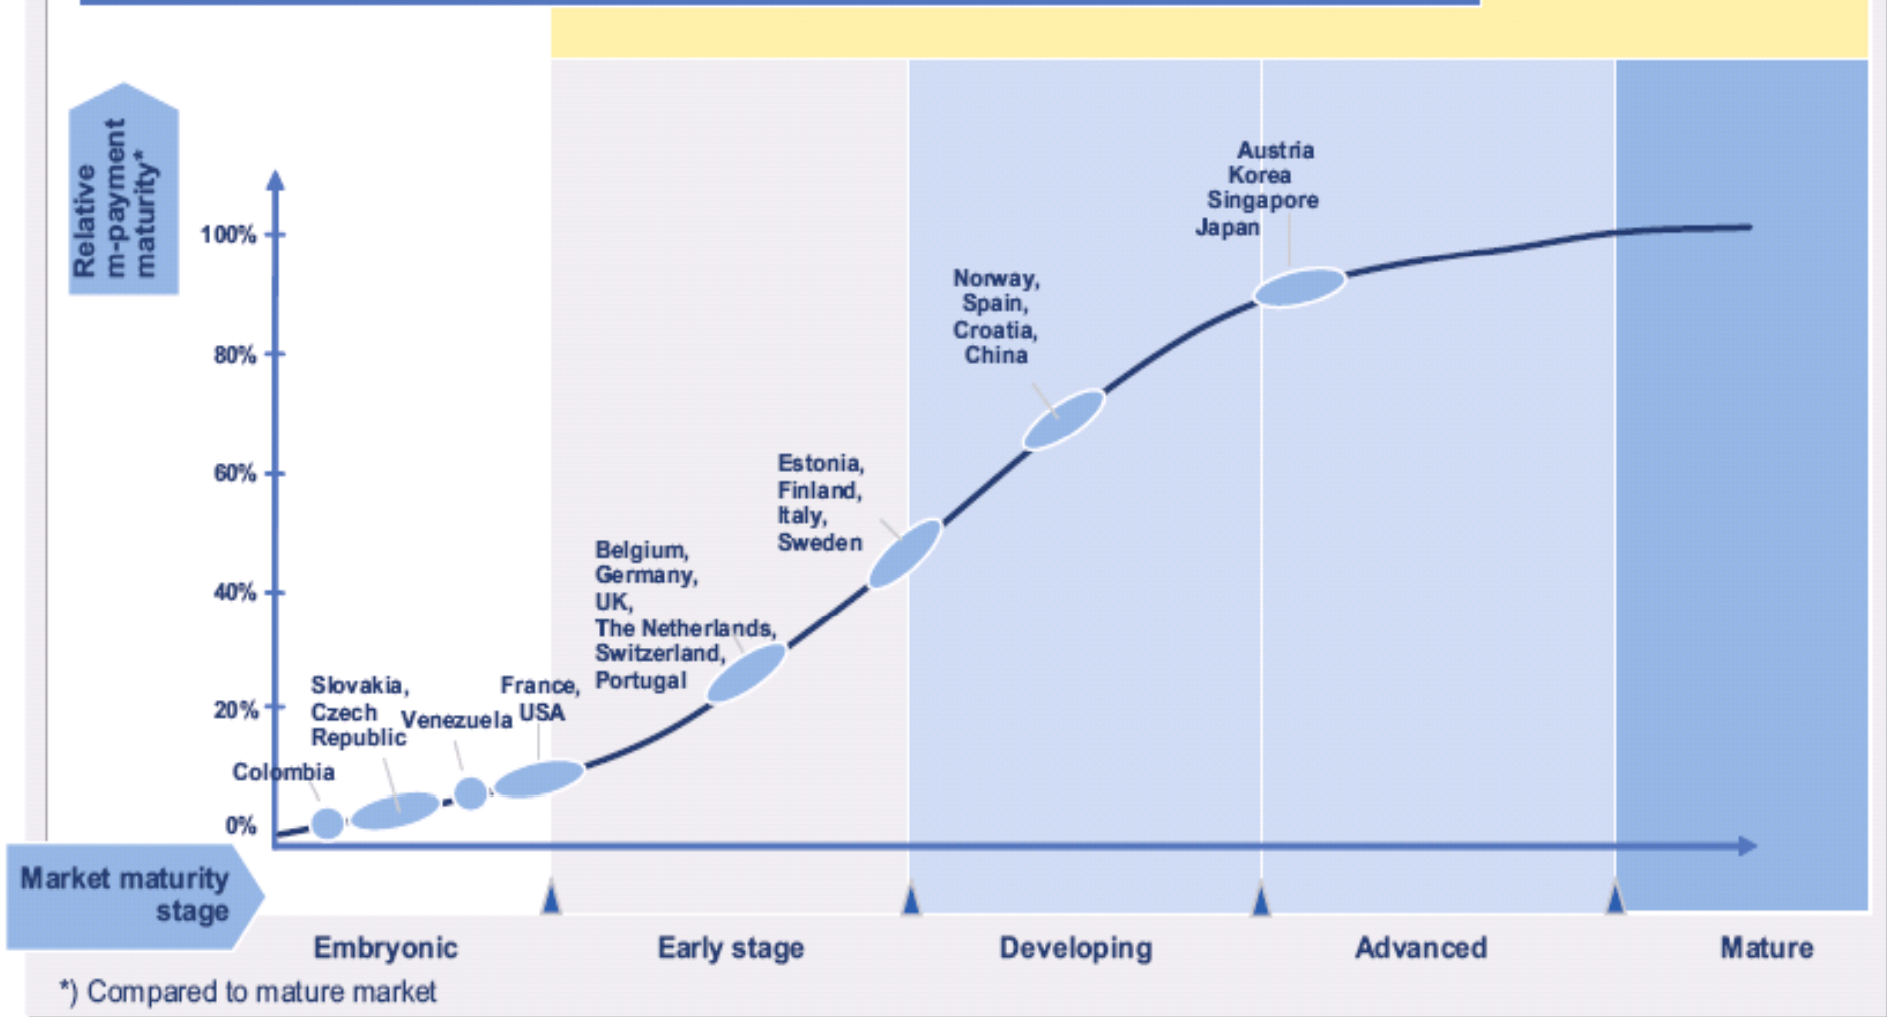 Relative
m-payment
maturity*
100%
80%
60%
40%
20%
0%
Austria
Korea
Singapore
Japan
Norway,
Spain,
Croatia,
China
Estonia,
Finland,
Italy,
Sweden
Belgium,
Germany,
UK,
The Netherlands,
Switzerland,
Portugal
France,
USA
Venezuela
Slovakia,
Czech
Republic
Colombia
Market maturity
stage
Embryonic
Early stage
Developing
Advanced
Mature
*) Compared to mature market